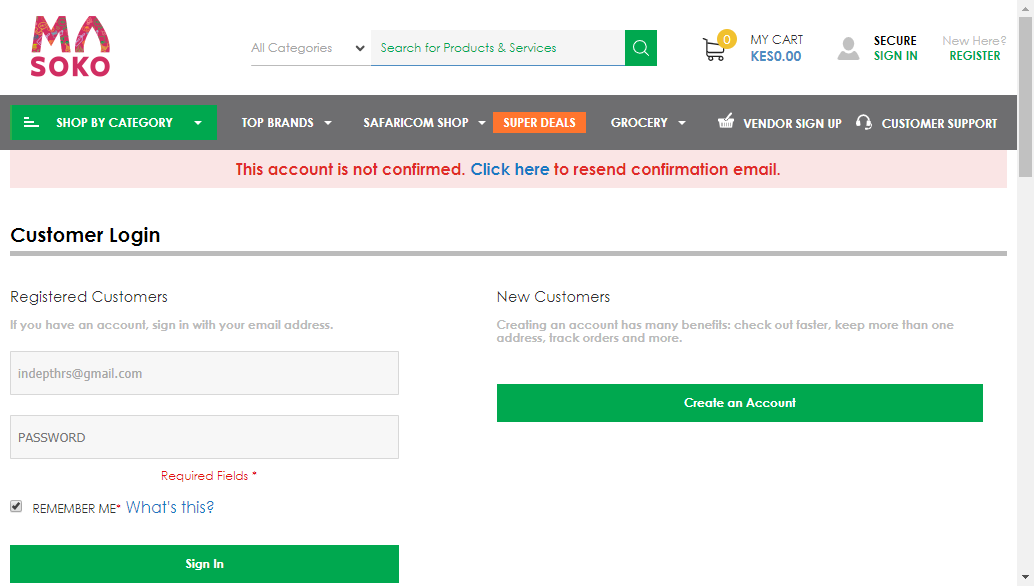 MA
SOKO
All Categories
Search for Products & Services
0
MY CART
KES0.00
SECURE
SIGN IN
New Here?
REGISTER
SHOP BY CATEGORY
TOP BRANDS
SAFARICOM SHOP
SUPER DEALS
GROCERY
VENDOR SIGN UP
CUSTOMER SUPPORT
This account is not confirmed. Click here to resend confirmation email.
Customer Login
Registered Customers
If you have an account, sign in with your email address.
indepthrs@gmail.com
PASSWORD
Required Fields *
REMEMBER ME* What's this?
Sign In
New Customers
Creating an account has many benefits: check out faster, keep more than one
address, track orders and more.
Create an Account